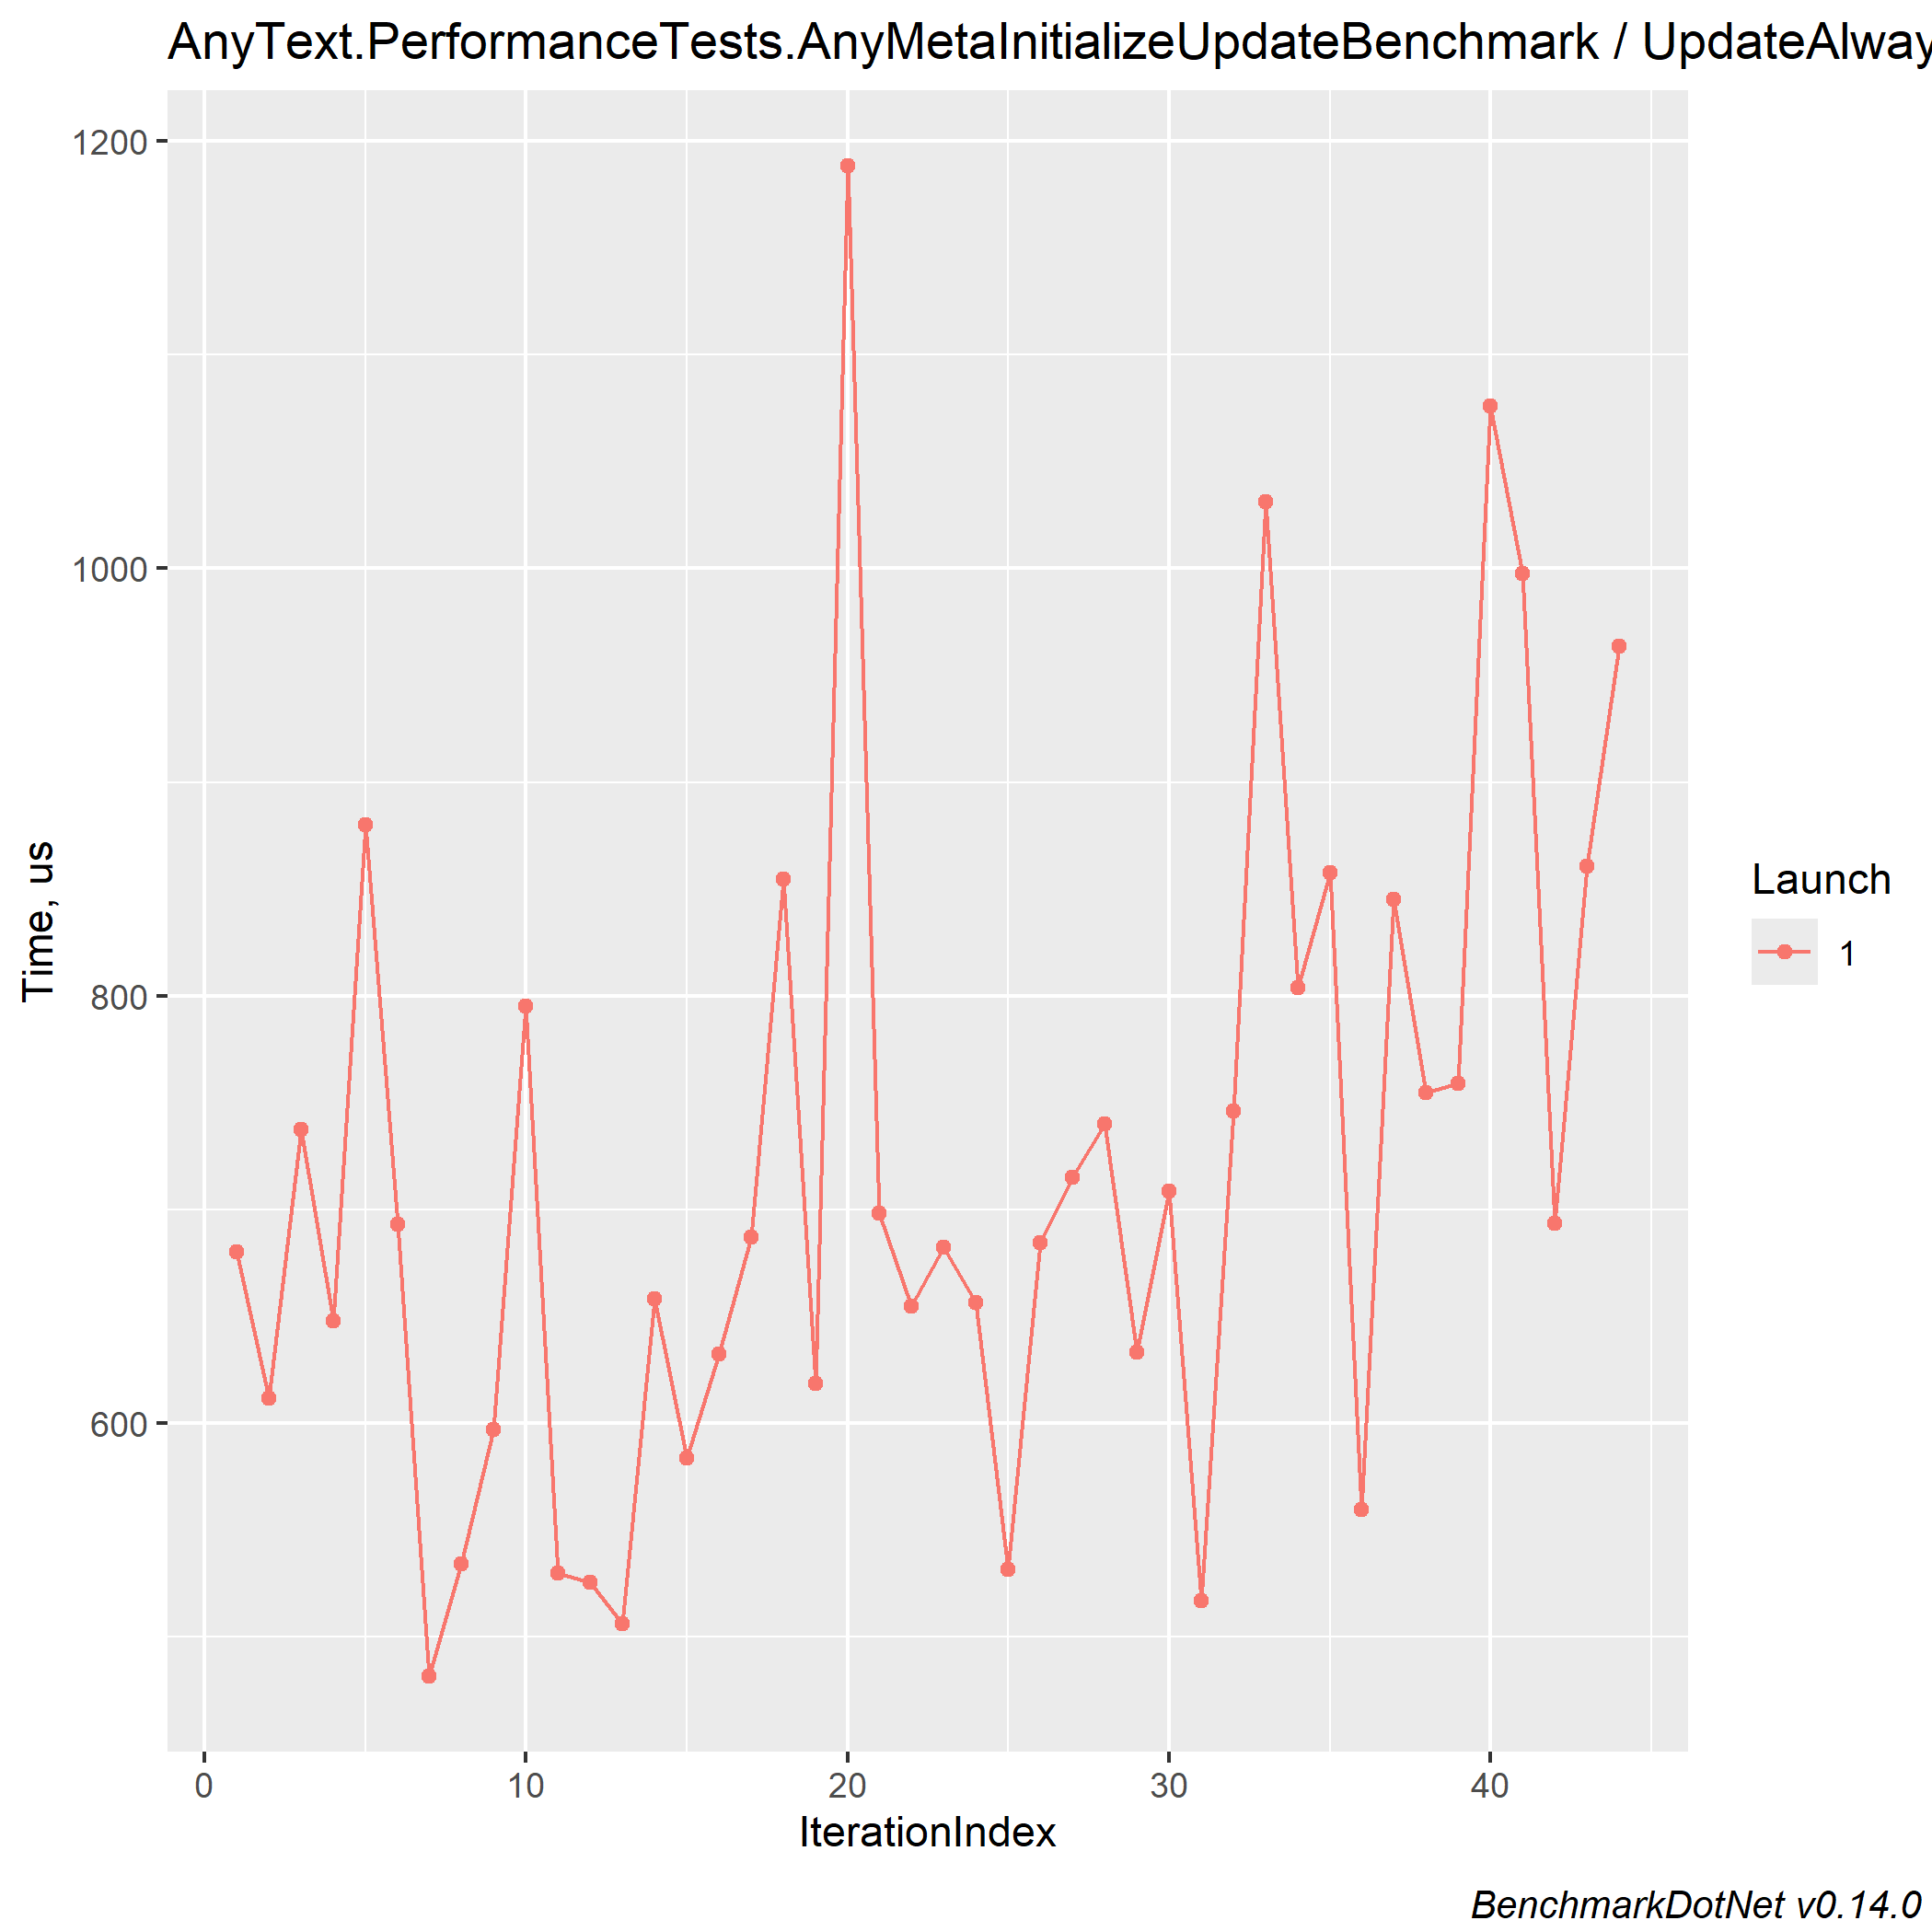 AnyText.PerformanceTests.AnyMetaInitializeUpdateBenchmark / UpdateAlway
1200
1000
800
600
Time, us
0 10 20 30 40
IterationIndex
Launch
1
BenchmarkDotNet v0.14.0